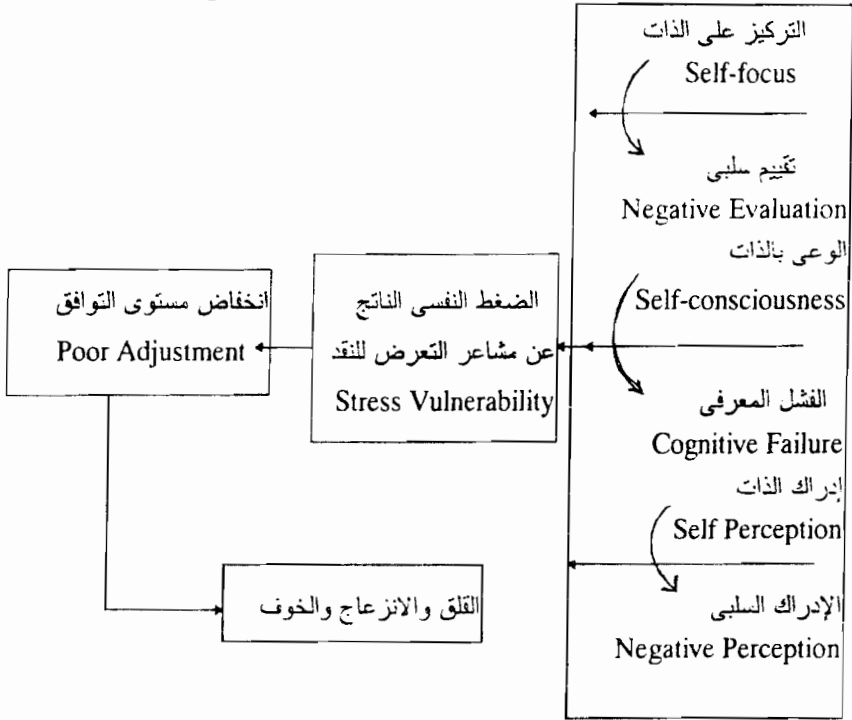 التركيز على الذات
Self-focus
تقييم سلبى
Negative Evaluation
الوعى بالذات
Self-consciousness
الفشل المعرفى
Cognitive Failure
إدراك الذات
Self Perception
الإدراك السلبى
Negative Perception
الضغط النفسى الناتج
عن مشاعر التعرض للنقد
Stress Vulnerability
انخفاض مستوى التوافق
Poor Adjustment
القلق والانزعاج والخوف